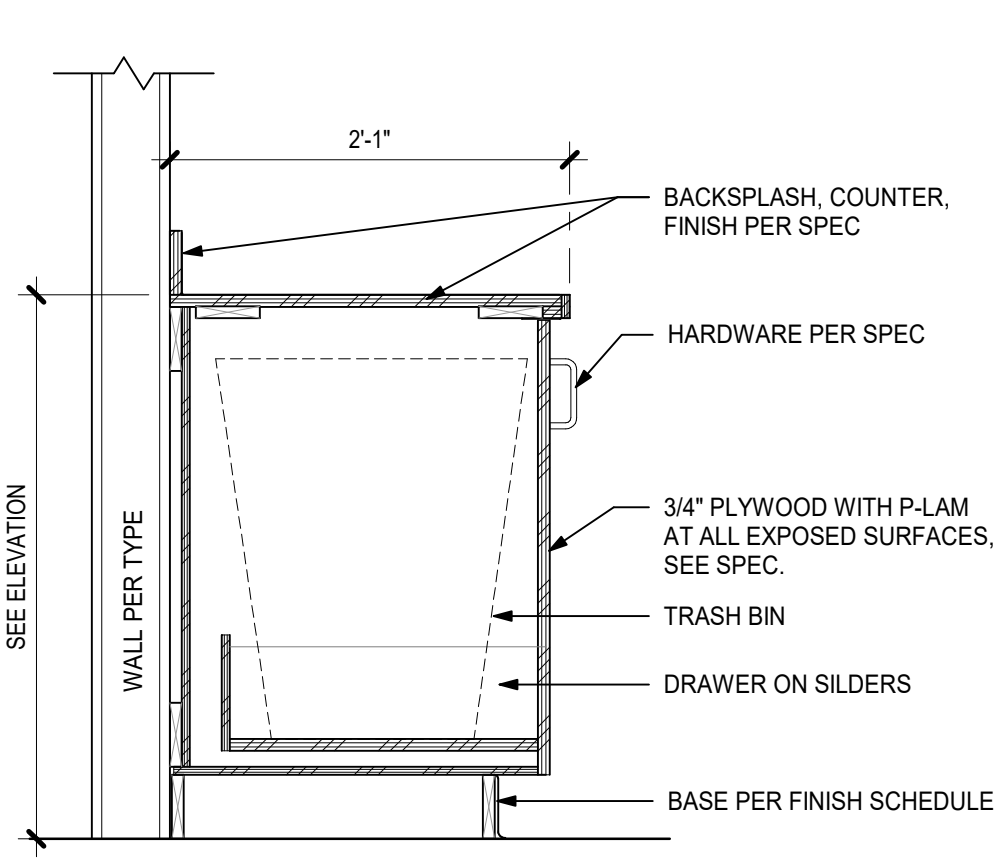 2'-1"
BACKSPLASH, COUNTER,
FINISH PER SPEC
HARDWARE PER SPEC
3/4" PLYWOOD WITH P-LAM
AT ALL EXPOSED SURFACES,
SEE SPEC.
TRASH BIN
DRAWER ON SILDERS
BASE PER FINISH SCHEDULE
SEE ELEVATION
WALL PER TYPE